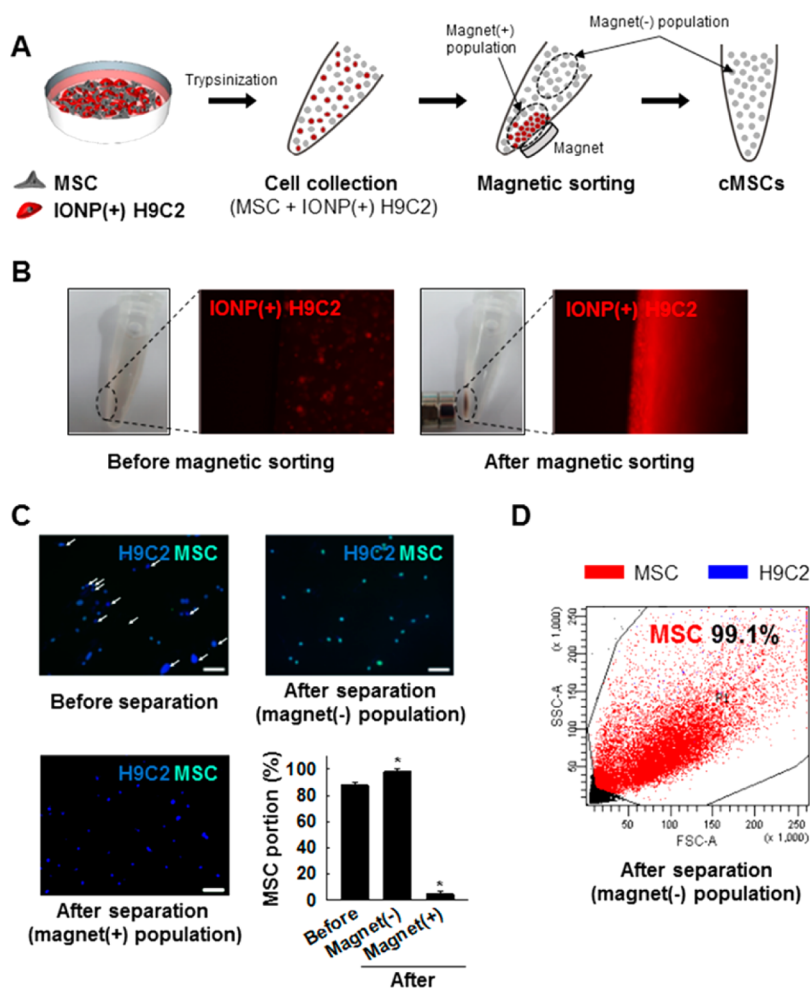 A
Trypsinization
Magnet(+)
population
Magnet(-) population
Magnet
MSC
IONP(+) H9C2
Cell collection
(MSC + IONP(+) H9C2)
Magnetic sorting
cMSCs
B
IONP(+) H9C2
IONP(+) H9C2
Before magnetic sorting
After magnetic sorting
C
H9C2 MSC
H9C2 MSC
Before separation
After separation
(magnet(-) population)
H9C2 MSC
After separation
(magnet(+) population)
MSC portion (%)
100
80
60
40
20
0
*
*
Before
Magnet(-)
Magnet(+)
After
D
MSC
H9C2
MSC 99.1%
SSC-A
(x 1,000)
250
200
150
100
50
50
100
150
200
250
FSC-A
(x 1,000)
After separation
(magnet(-) population)